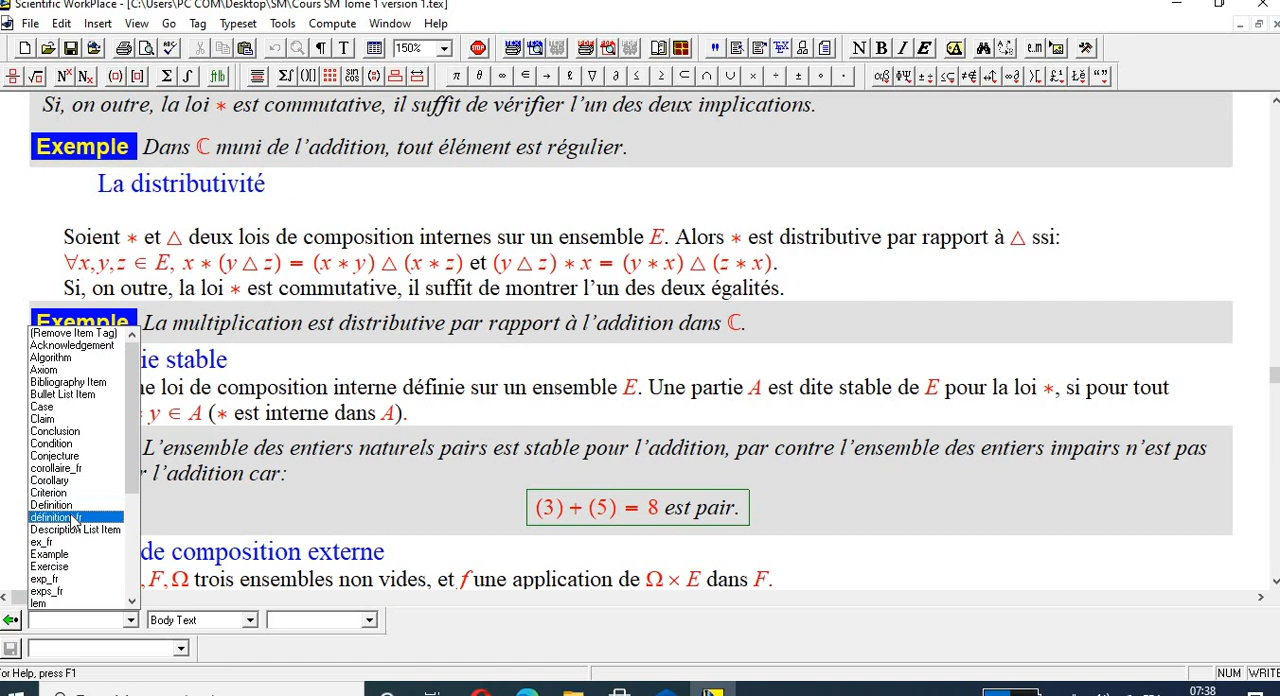 Scientific WorkPlace - [C:\Users\PC COM\Desktop\SM\Cours SM Tome 1 version 1.tex]
File Edit Insert View Go Tag Typeset Tools Compute Window Help
150%
Si, on outre, la loi ∗ est commutative, il suffit de vérifier l'un des deux implications.
Exemple Dans ℂ muni de l'addition, tout élément est régulier.
La distributivité
Soient ∗ et △ deux lois de composition internes sur un ensemble E. Alors ∗ est distributive par rapport à △ ssi:
∀x,y,z ∈ E, x ∗ (y △ z) = (x ∗ y) △ (x ∗ z) et (y △ z) ∗ x = (y ∗ x) △ (z ∗ x).
Si, on outre, la loi ∗ est commutative, il suffit de montrer l'un des deux égalités.
Exemple La multiplication est distributive par rapport à l'addition dans ℂ.
ie stable
ne loi de composition interne définie sur un ensemble E. Une partie A est dite stable de E pour la loi ∗, si pour tout
y ∈ A (∗ est interne dans A).
L'ensemble des entiers naturels pairs est stable pour l'addition, par contre l'ensemble des entiers impairs n'est pas
r l'addition car:
(3) + (5) = 8 est pair.
de composition externe
, F, Ω trois ensembles non vides, et f une application de Ω × E dans F.
(Remove Item Tag)
Acknowledgement
Algorithm
Axiom
Bibliography Item
Bullet List Item
Case
Claim
Conclusion
Condition
Conjecture
corollaire_fr
Corollary
Criterion
Definition
définition_fr
Description List Item
ex_fr
Example
Exercise
exp_fr
exps_fr
lem
Body Text
For Help, press F1
NUM WRITE
07:38